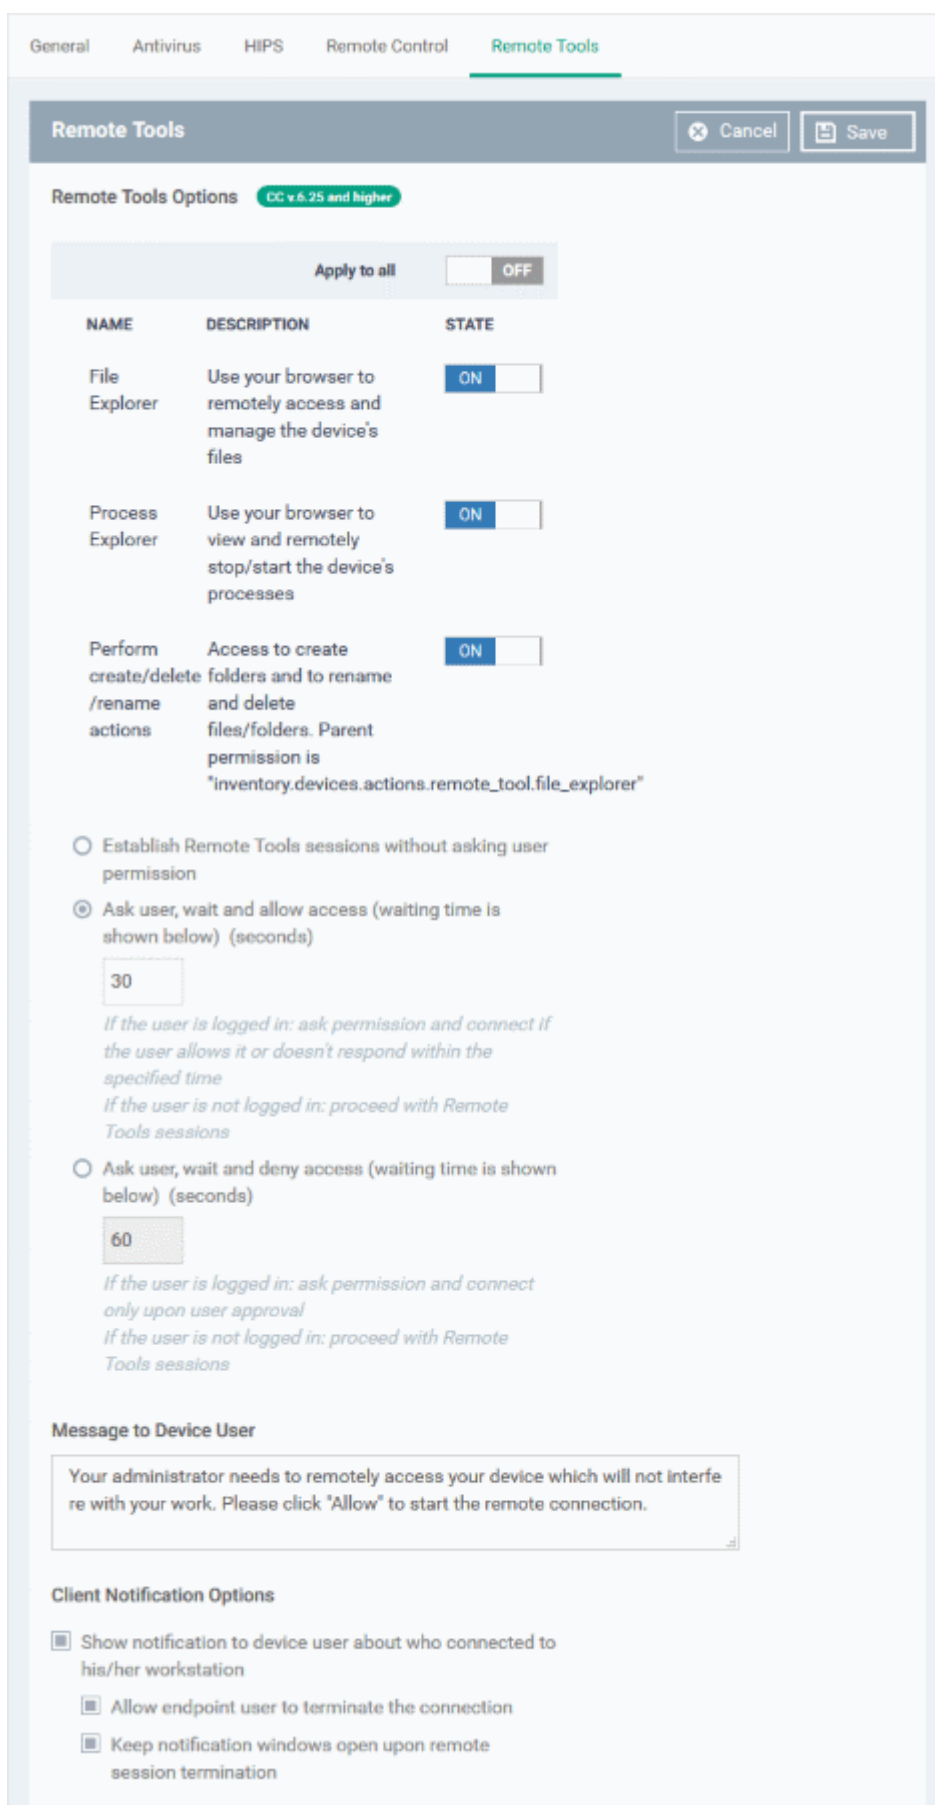 General Antivirus HIPS Remote Control Remote Tools
Remote Tools Cancel Save
Remote Tools Options CC v.6.25 and higher
Apply to all OFF
NAME DESCRIPTION STATE
File Use your browser to ON
Explorer remotely access and
manage the device's
files
Process Use your browser to ON
Explorer view and remotely
stop/start the device's
processes
Perform Access to create ON
create/delete folders and to rename
/rename and delete
actions files/folders. Parent
permission is
"inventory.devices.actions.remote_tool.file_explorer"
Establish Remote Tools sessions without asking user
permission
Ask user, wait and allow access (waiting time is
shown below) (seconds)
30
If the user is logged in: ask permission and connect if
the user allows it or doesn't respond within the
specified time
If the user is not logged in: proceed with Remote
Tools sessions
Ask user, wait and deny access (waiting time is shown
below) (seconds)
60
If the user is logged in: ask permission and connect
only upon user approval
If the user is not logged in: proceed with Remote
Tools sessions
Message to Device User
Your administrator needs to remotely access your device which will not interfe
re with your work. Please click "Allow" to start the remote connection.
Client Notification Options
Show notification to device user about who connected to
his/her workstation
Allow endpoint user to terminate the connection
Keep notification windows open upon remote
session termination